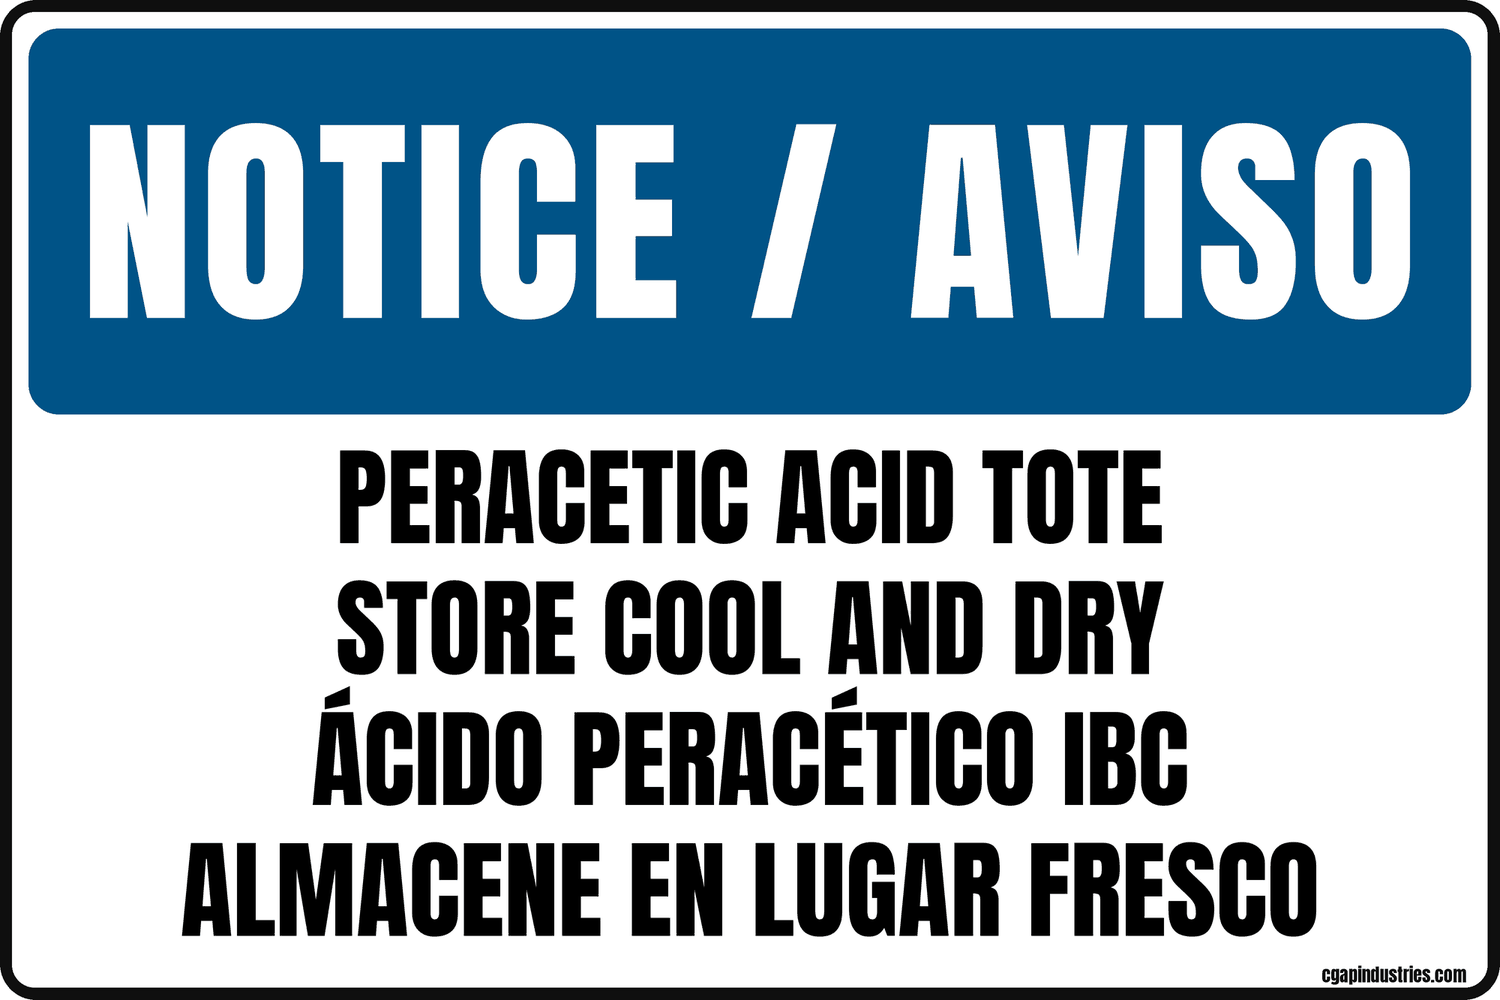 NOTICE / AVISO
PERACETIC ACID TOTE
STORE COOL AND DRY
ÁCIDO PERACÉTICO IBC
ALMACENE EN LUGAR FRESCO
cgapindustries.com